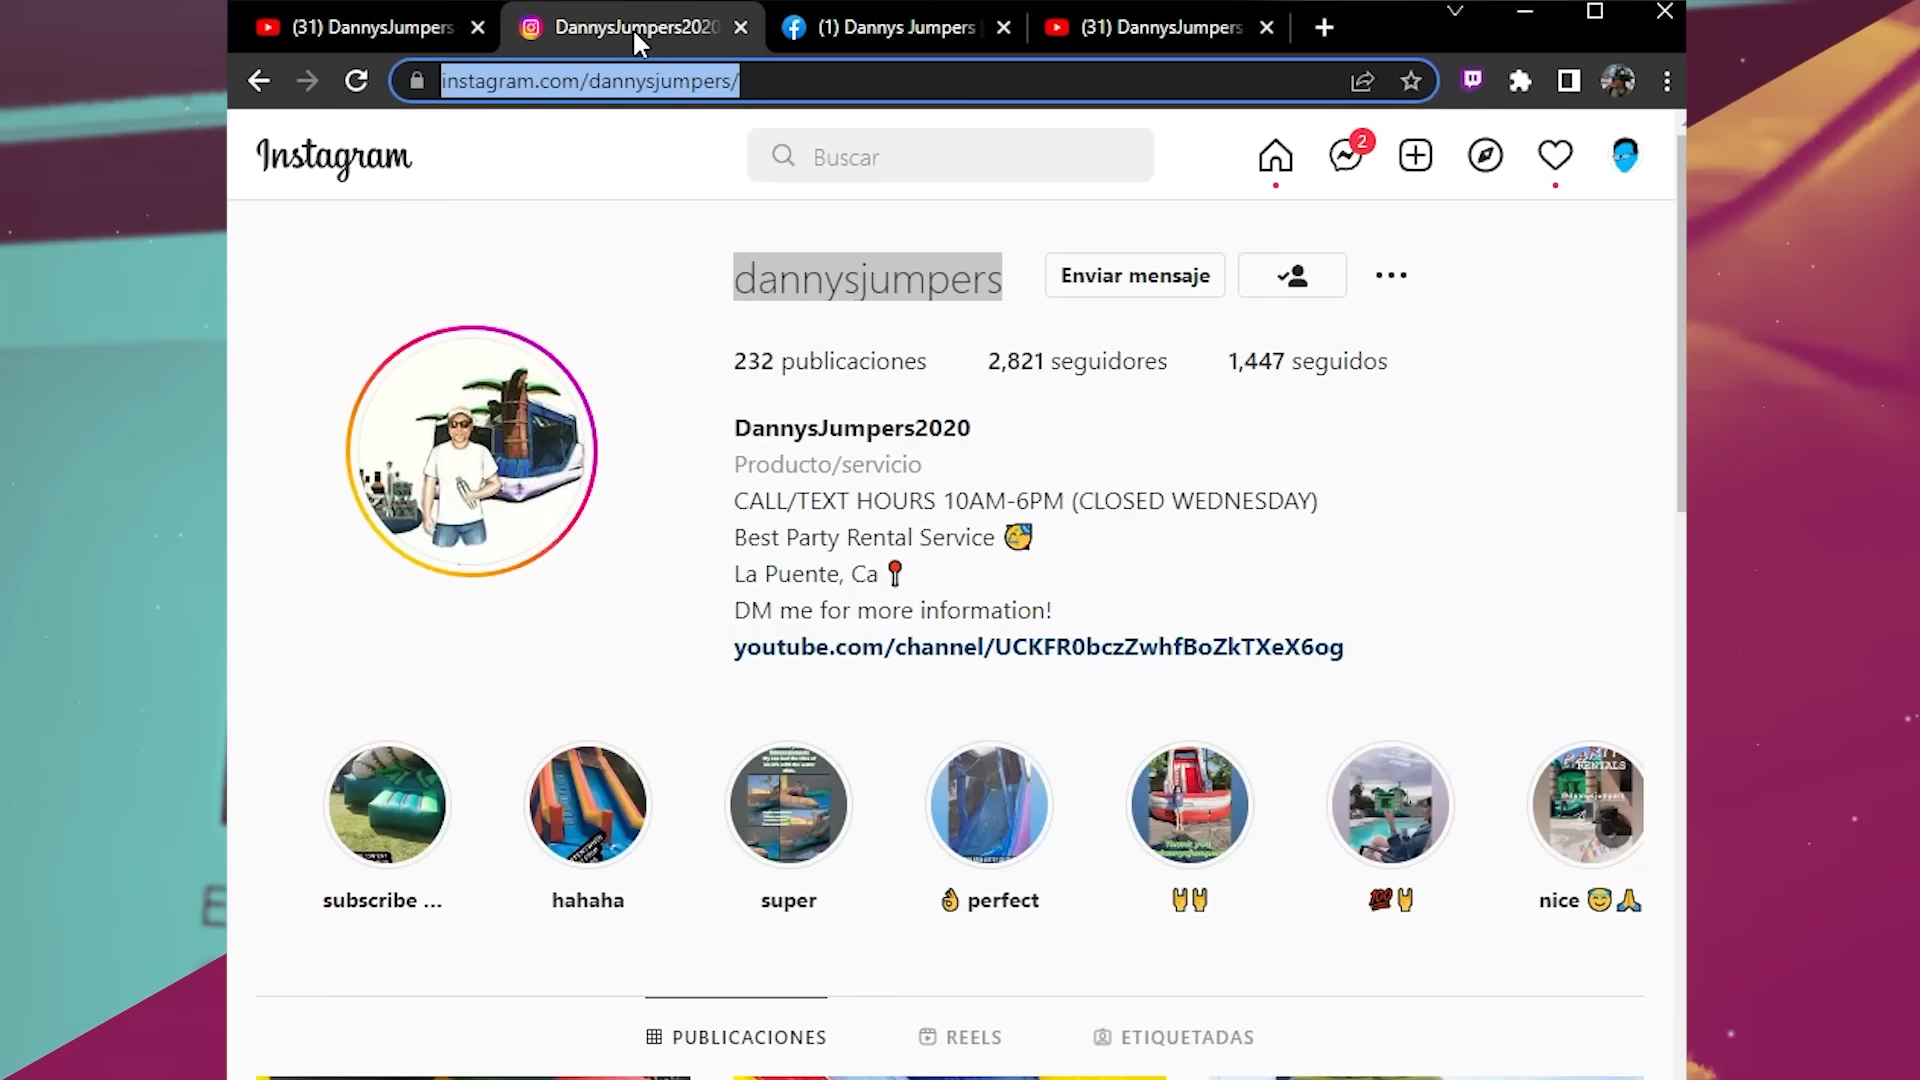 (31) DannysJumpers
DannysJumpers2020
(1) Dannys Jumpers
(31) DannysJumpers
instagram.com/dannysjumpers/
Instagram
Buscar
2
dannysjumpers
Enviar mensaje
232 publicaciones 2,821 seguidores 1,447 seguidos
DannysJumpers2020
Producto/servicio
CALL/TEXT HOURS 10AM-6PM (CLOSED WEDNESDAY)
Best Party Rental Service 🥳
La Puente, Ca 📍
DM me for more information!
youtube.com/channel/UCKFR0bczZwhfBoZkTXeX6og
RENTALS
subscribe ...
hahaha
super
👌 perfect
🤘🤘
💯🤘
nice 😇🙏
PUBLICACIONES
REELS
ETIQUETADAS